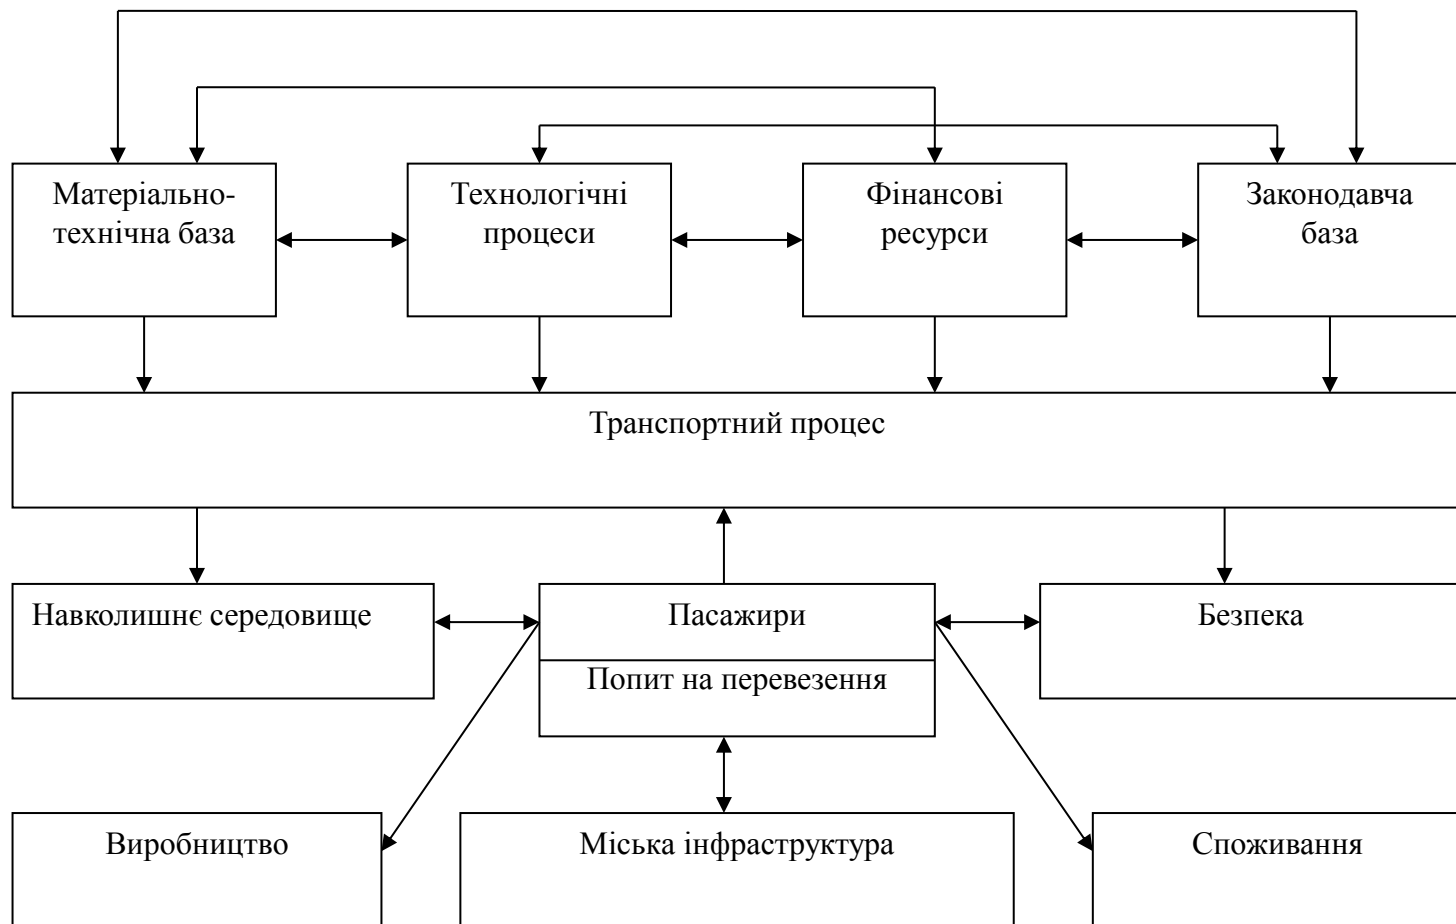 Матеріально-
технічна база
Технологічні
процеси
Фінансові
ресурси
Законодавча
база
Транспортний процес
Навколишнє середовище
Пасажири
Безпека
Попит на перевезення
Виробництво
Міська інфраструктура
Споживання